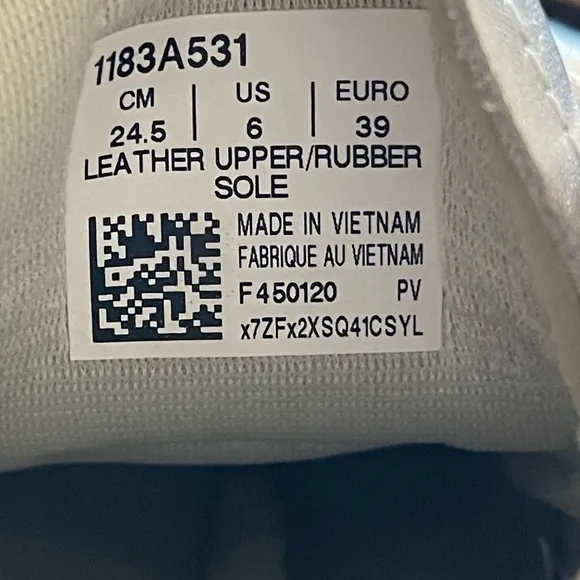 1183A531
CM | US | EURO
24.5 | 6 | 39
LEATHER UPPER/RUBBER
SOLE
MADE IN VIETNAM
FABRIQUE AU VIETNAM
F450120 PV
x7ZFx2XSQ41CSYL